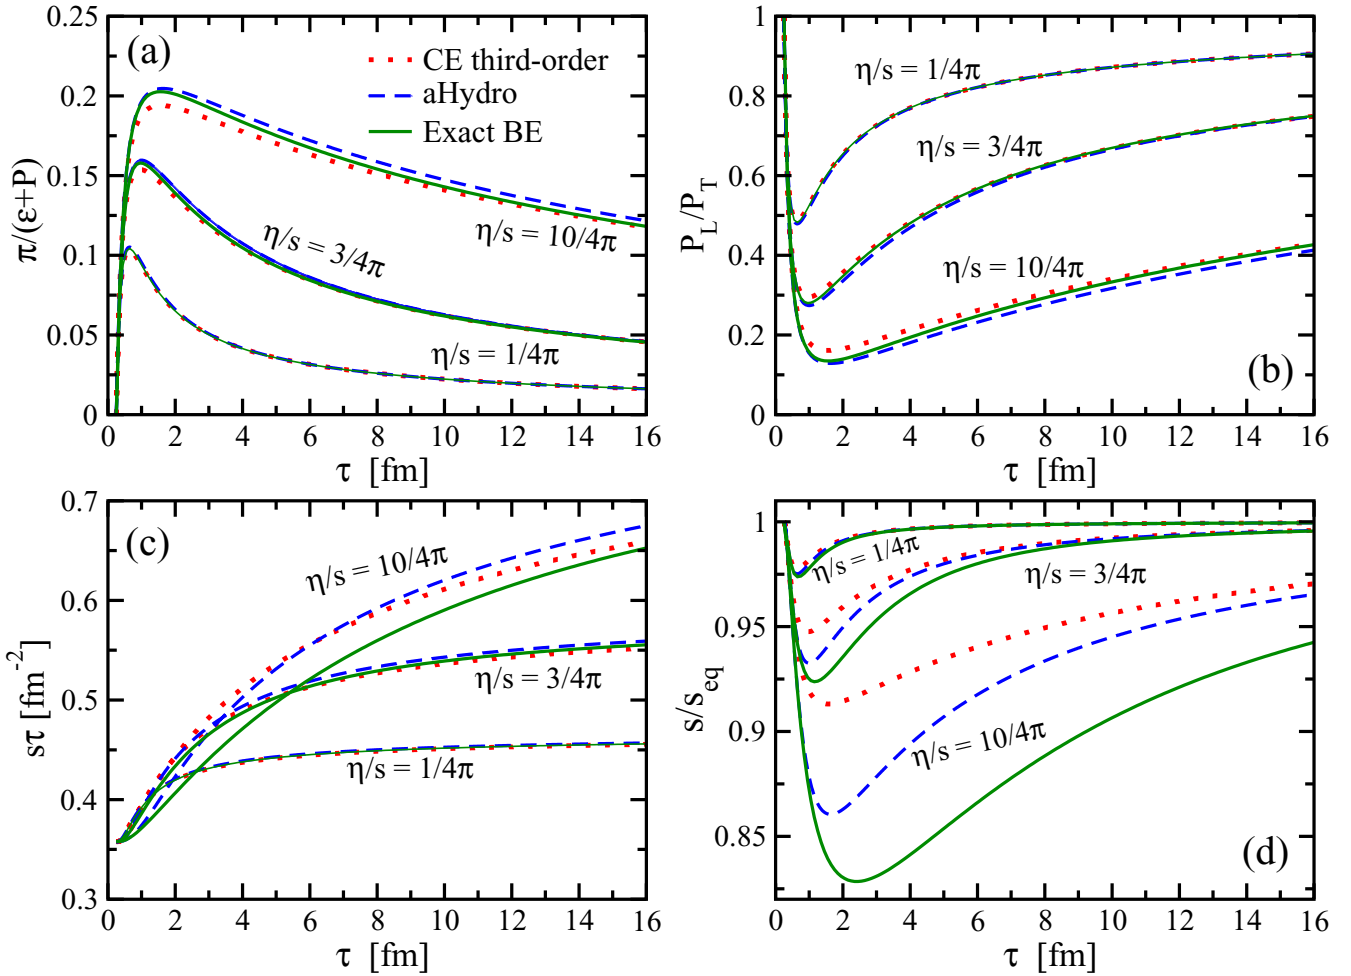 (a)
CE third-order
aHydro
Exact BE
η/s = 10/4π
η/s = 3/4π
η/s = 1/4π
π/(ε+P)
0.25
0.2
0.15
0.1
0.05
0
0 2 4 6 8 10 12 14 16
τ [fm]
(b)
η/s = 1/4π
η/s = 3/4π
η/s = 10/4π
P_L/P_T
1
0.8
0.6
0.4
0.2
0
0 2 4 6 8 10 12 14 16
τ [fm]
(c)
η/s = 10/4π
η/s = 3/4π
η/s = 1/4π
sτ [fm⁻²]
0.7
0.6
0.5
0.4
0.3
0 2 4 6 8 10 12 14 16
τ [fm]
(d)
η/s = 1/4π
η/s = 3/4π
η/s = 10/4π
s/s_eq
1
0.95
0.9
0.85
0 2 4 6 8 10 12 14 16
τ [fm]